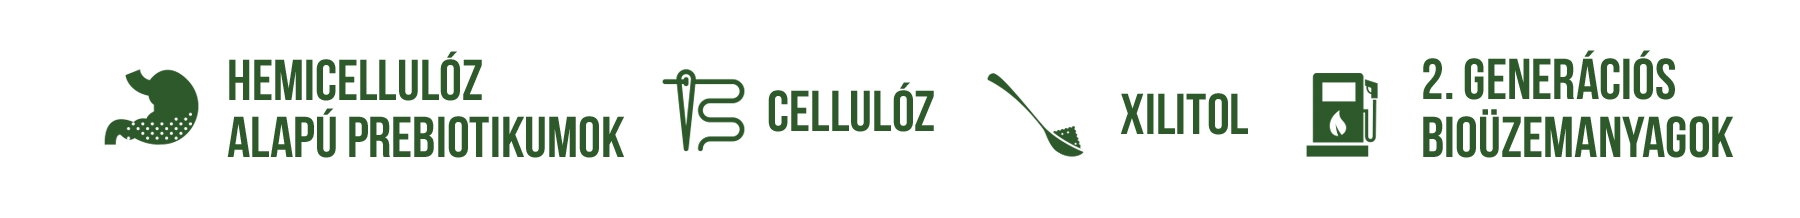 HEMICELLULÓZ
ALAPÚ PREBIOTIKUMOK
CELLULÓZ
XILITOL
2. GENERÁCIÓS
BIOÜZEMANYAGOK